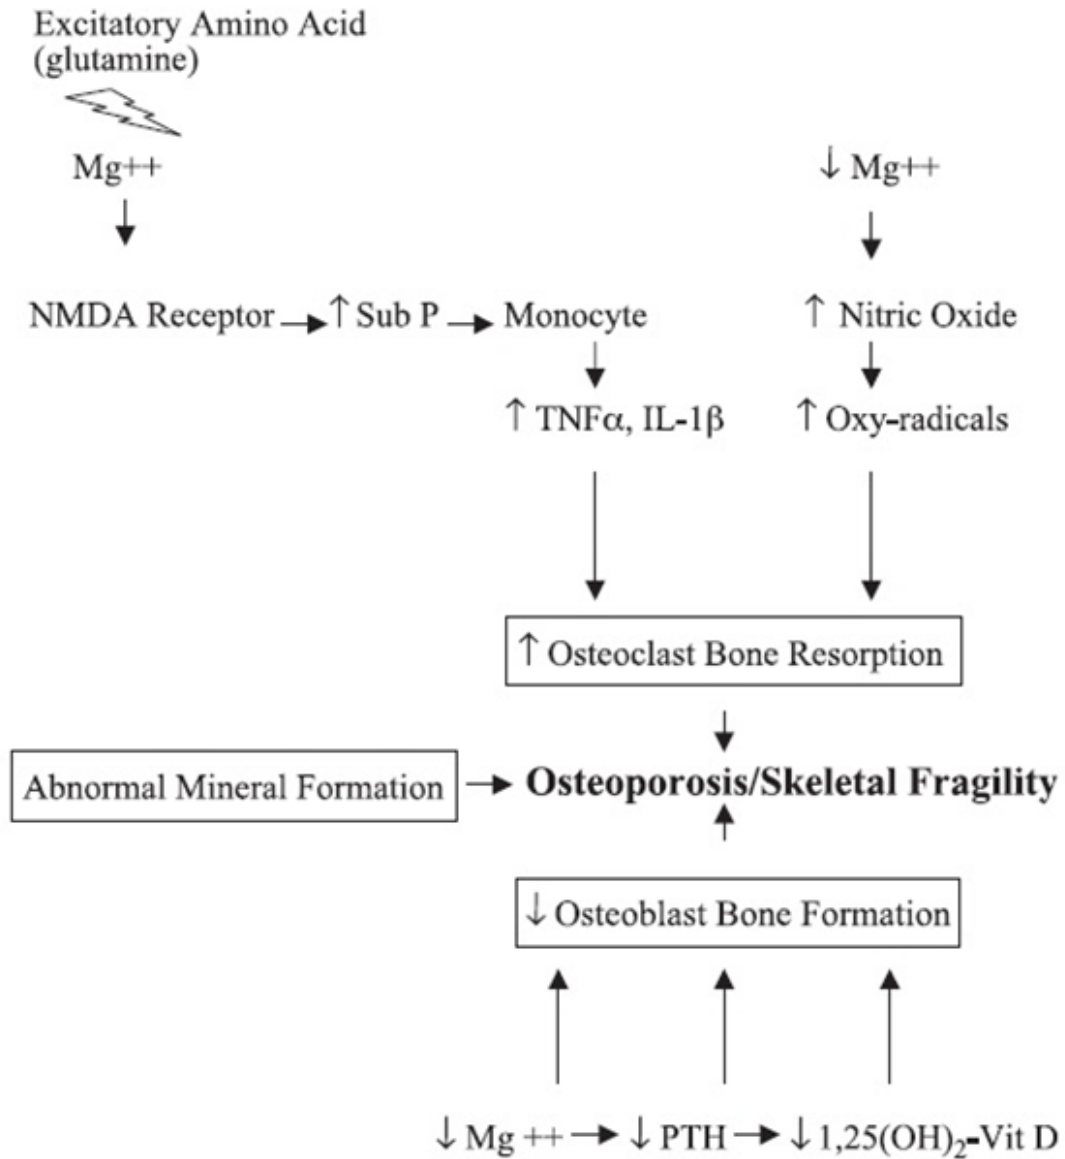 Excitatory Amino Acid
(glutamine)
Mg++
↓ Mg++
NMDA Receptor → ↑ Sub P → Monocyte
↑ Nitric Oxide
↑ TNFα, IL-1β
↑ Oxy-radicals
↑ Osteoclast Bone Resorption
Abnormal Mineral Formation → Osteoporosis/Skeletal Fragility
↓ Osteoblast Bone Formation
↓ Mg ++ → ↓ PTH → ↓ 1,25(OH)₂-Vit D